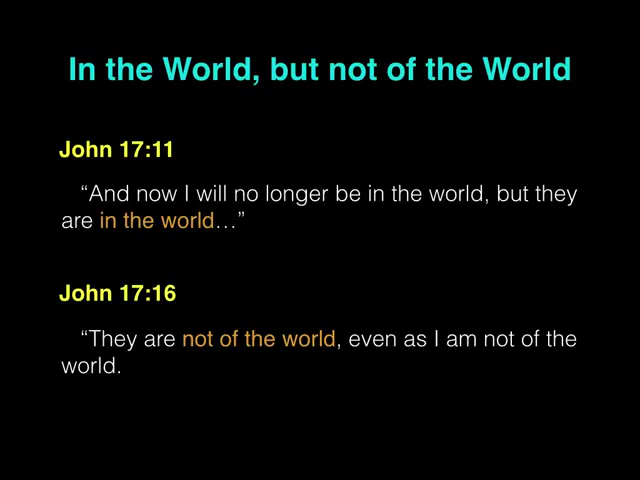 In the World, but not of the World
John 17:11
“And now I will no longer be in the world, but they
are in the world…”
John 17:16
“They are not of the world, even as I am not of the
world.